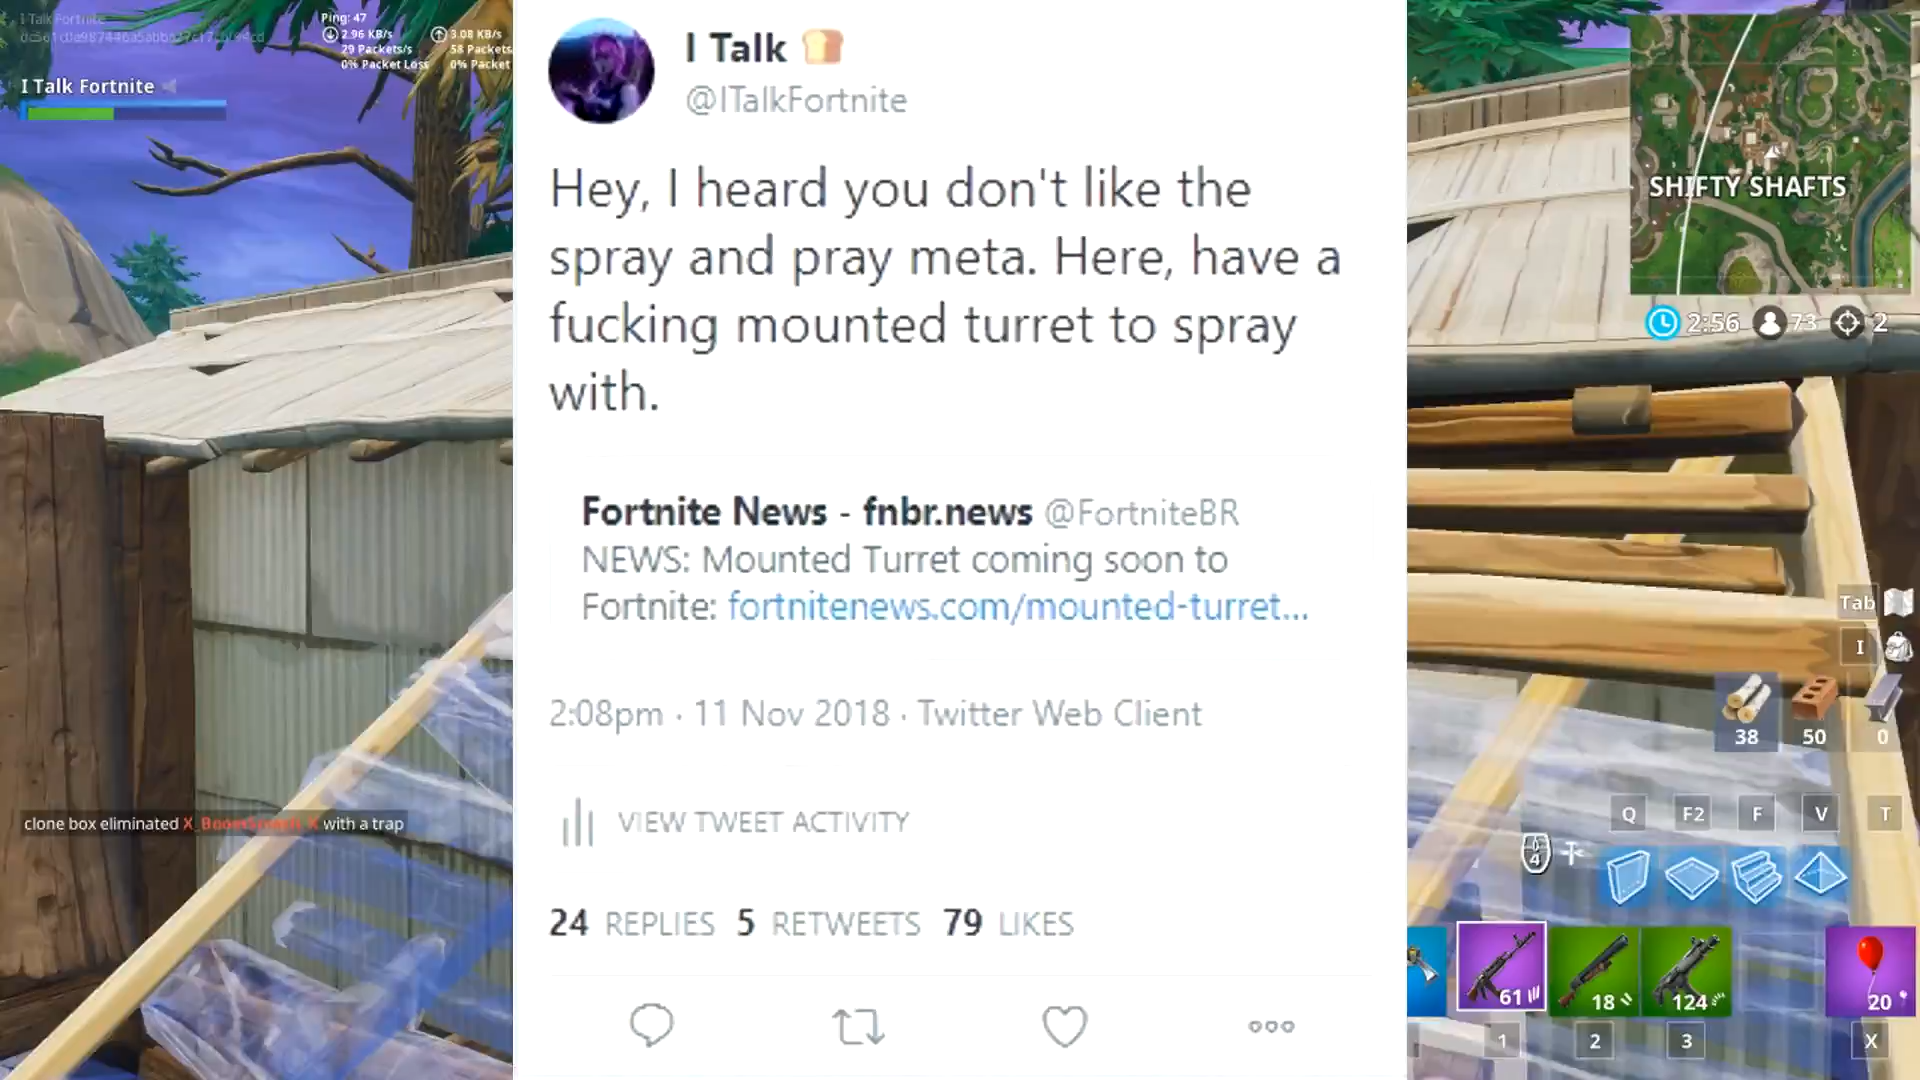 I Talk Fortnite
Ping: 47
2.96 KB/s 3.08 KB/s
29 Packets/s 58 Packets
0% Packet Loss 0% Packet
I Talk Fortnite
I Talk
@ITalkFortnite
Hey, I heard you don't like the
spray and pray meta. Here, have a
fucking mounted turret to spray
with.
Fortnite News - fnbr.news @FortniteBR
NEWS: Mounted Turret coming soon to
Fortnite: fortnitenews.com/mounted-turret...
2:08pm · 11 Nov 2018 · Twitter Web Client
VIEW TWEET ACTIVITY
24 REPLIES 5 RETWEETS 79 LIKES
clone box eliminated with a trap
SHIFTY SHAFTS
2:56 73 2
Tab
I
38 50 0
Q F2 F V T
4
61 18 124 20
1 2 3 X